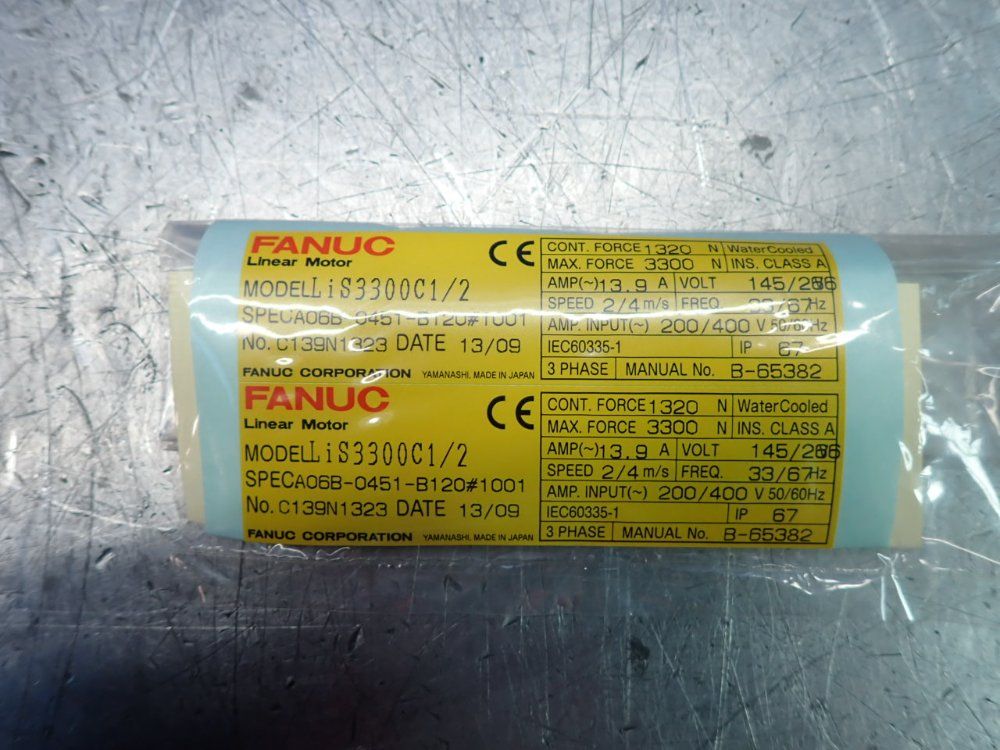 FANUC
Linear Motor
MODEL LiS3300C1/2
SPEC A06B-0451-B120#1001
No. C139N1323 DATE 13/09
FANUC CORPORATION YAMANASHI, MADE IN JAPAN
CE
CONT. FORCE 1320 N WaterCooled
MAX. FORCE 3300 N INS. CLASS A
AMP(~) 13.9 A VOLT 145/266
SPEED 2/4 m/s FREQ. 33/67Hz
AMP. INPUT(~) 200/400 V 50/60Hz
IEC60335-1 IP 67
3 PHASE MANUAL No. B-65382
FANUC
Linear Motor
MODEL LiS3300C1/2
SPEC A06B-0451-B120#1001
No. C139N1323 DATE 13/09
FANUC CORPORATION YAMANASHI, MADE IN JAPAN
CE
CONT. FORCE 1320 N WaterCooled
MAX. FORCE 3300 N INS. CLASS A
AMP(~) 13.9 A VOLT 145/266
SPEED 2/4 m/s FREQ. 33/67Hz
AMP. INPUT(~) 200/400 V 50/60Hz
IEC60335-1 IP 67
3 PHASE MANUAL No. B-65382